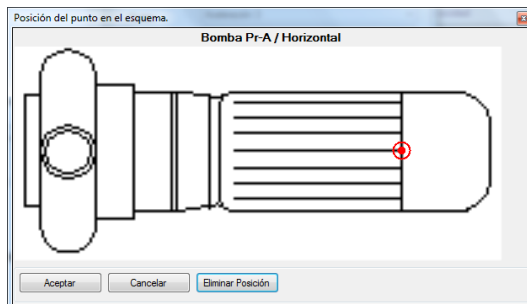 Posición del punto en el esquema.
Bomba Pr-A / Horizontal
Aceptar
Cancelar
Eliminar Posición